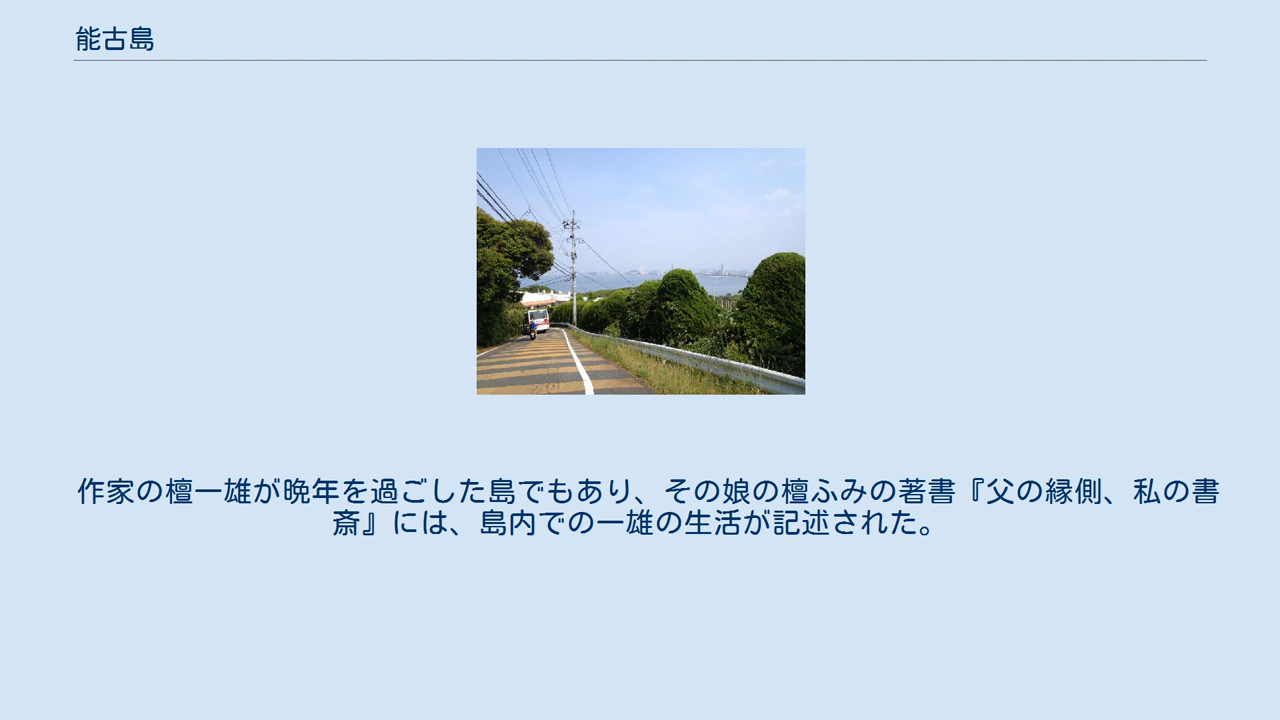 能古島
作家の檀一雄が晩年を過ごした島でもあり、その娘の檀ふみの著書『父の縁側、私の書
斎』には、島内での一雄の生活が記述された。